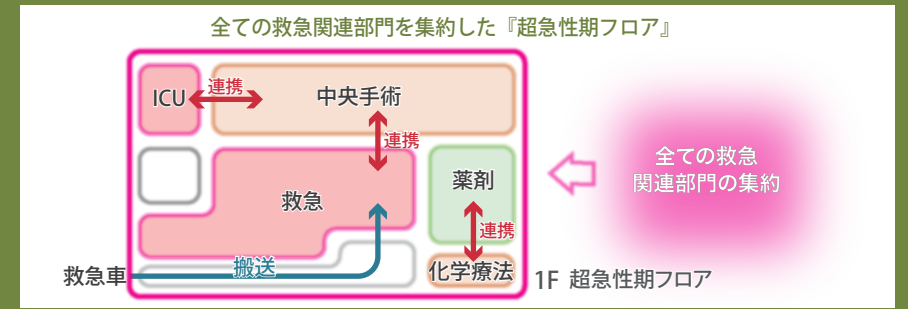 全ての救急関連部門を集約した『超急性期フロア』
ICU
連携
中央手術
連携
救急
薬剤
連携
化学療法
救急車
搬送
1F 超急性期フロア
全ての救急
関連部門の集約